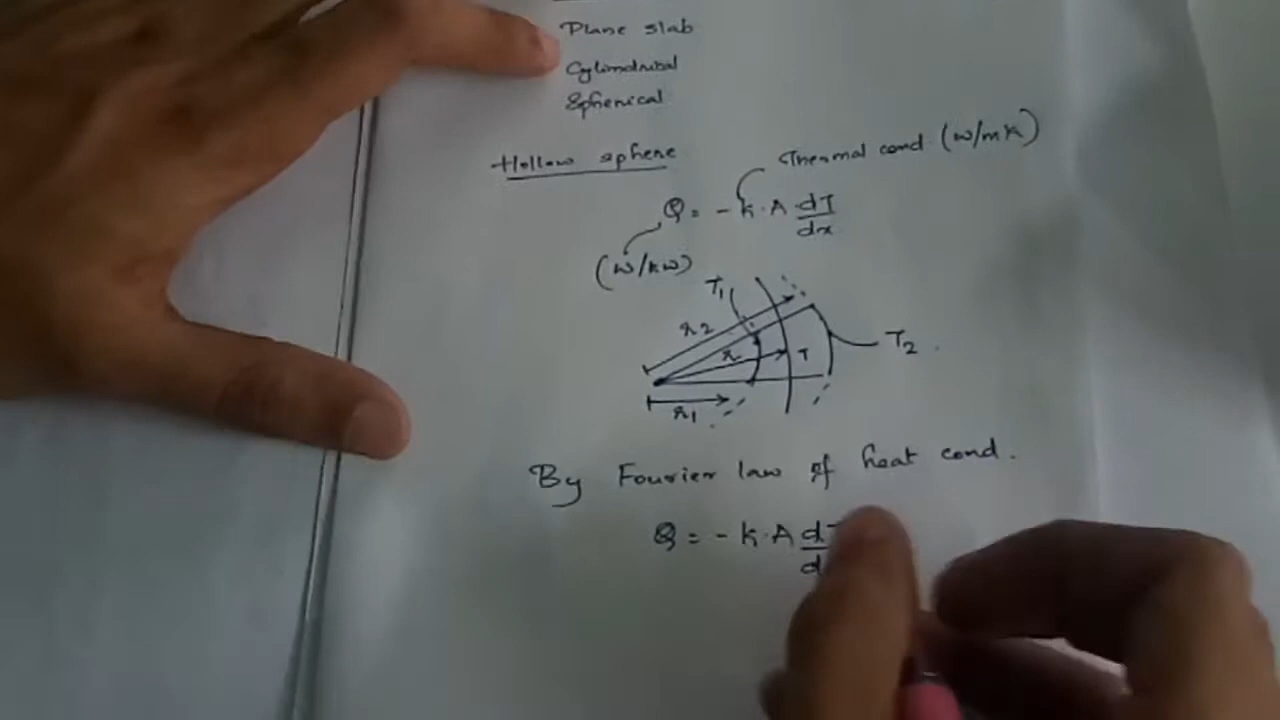 Plane slab
Cylindrical
Spherical
Hollow sphere
Thermal cond (W/mK)
Q = - K·A dT/dx
(W/KW)
T1
r2
r
T
T2
r1
By Fourier law of heat cond.
Q = - K·A d
d